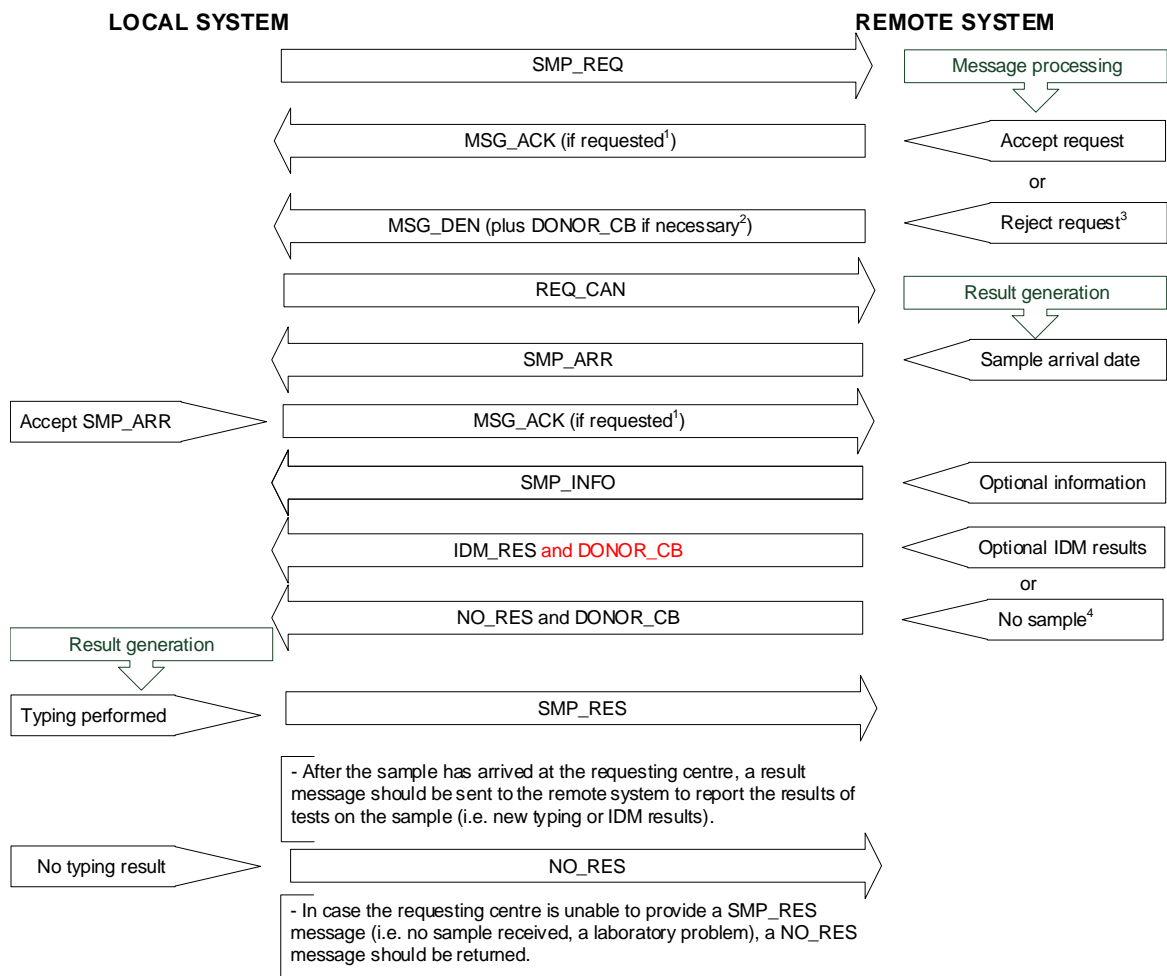 LOCAL SYSTEM
REMOTE SYSTEM
SMP_REQ
Message processing
MSG_ACK (if requested¹)
Accept request
or
MSG_DEN (plus DONOR_CB if necessary²)
Reject request³
REQ_CAN
Result generation
SMP_ARR
Sample arrival date
Accept SMP_ARR
MSG_ACK (if requested¹)
SMP_INFO
Optional information
IDM_RES and DONOR_CB
Optional IDM results
or
NO_RES and DONOR_CB
No sample⁴
Result generation
Typing performed
SMP_RES
- After the sample has arrived at the requesting centre, a result
message should be sent to the remote system to report the results of
tests on the sample (i.e. new typing or IDM results).
No typing result
NO_RES
- In case the requesting centre is unable to provide a SMP_RES
message (i.e. no sample received, a laboratory problem), a NO_RES
message should be returned.